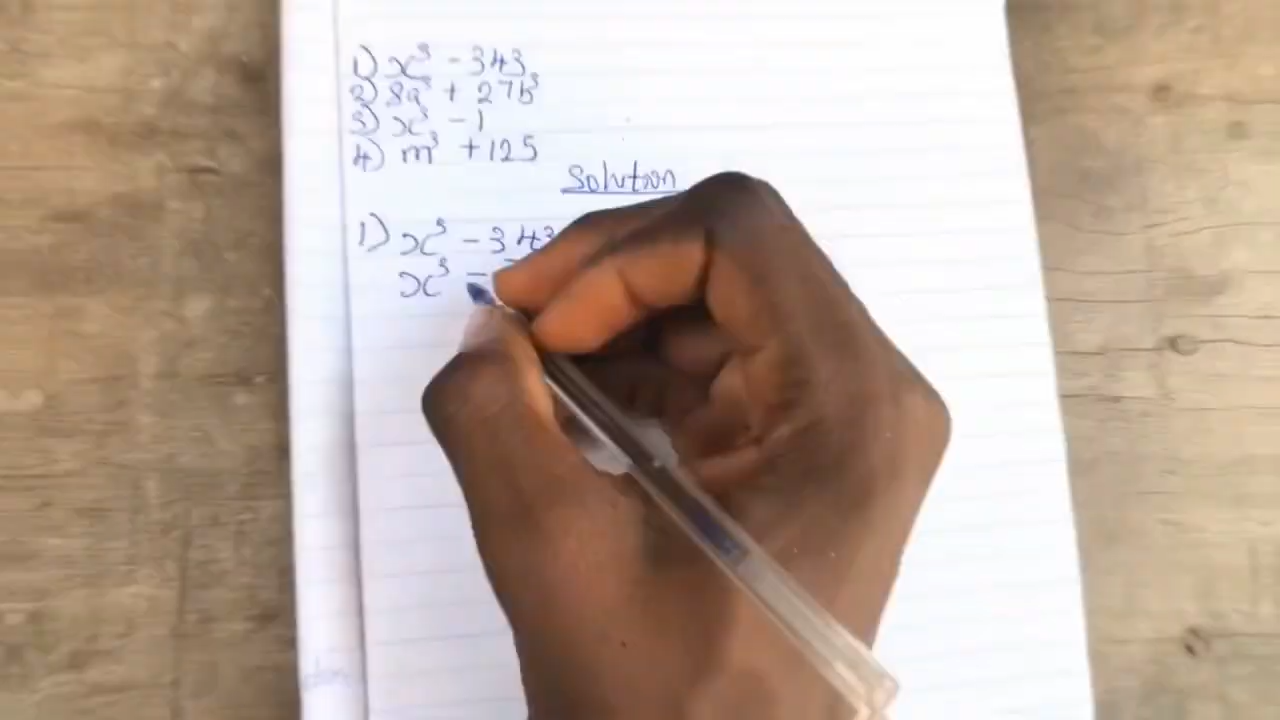 1) x³ - 343
2) 8a³ + 27b³
3) x³ - 1
4) m³ + 125
Solution
1) x³ - 343
x³ -